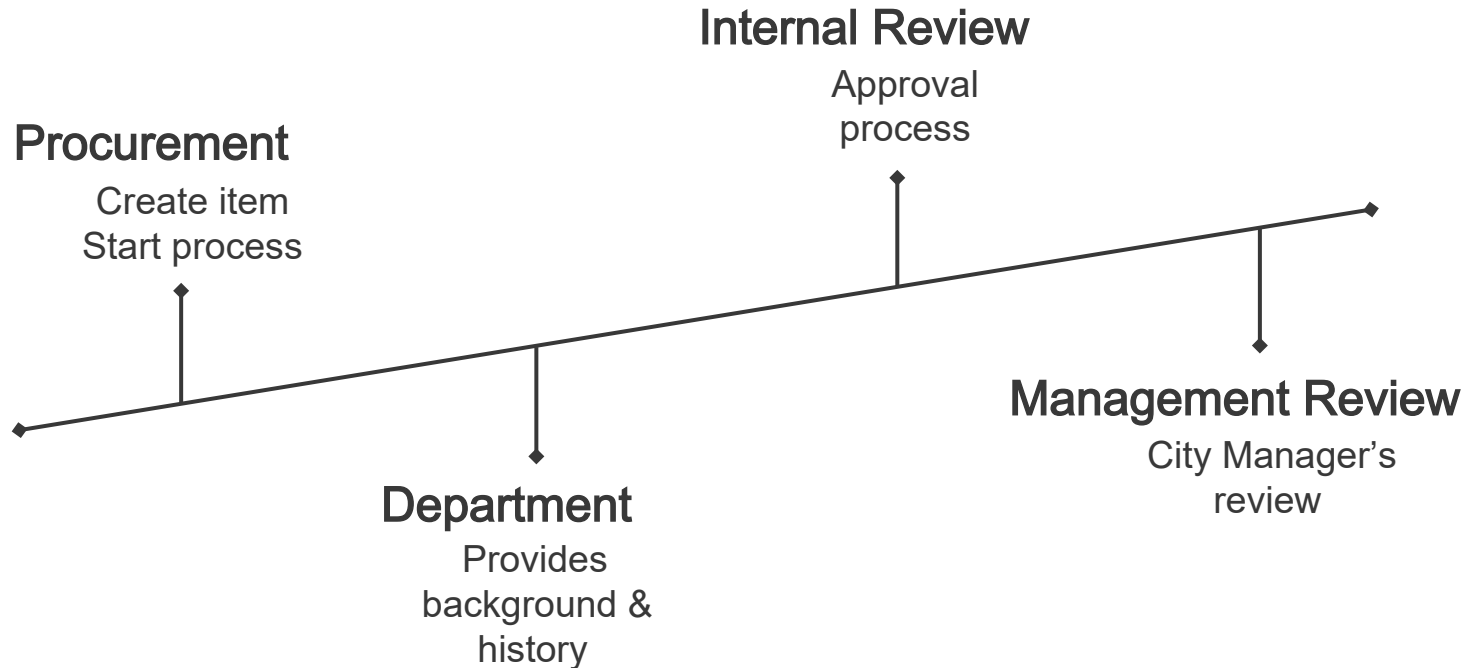 Procurement
Create item
Start process
Department
Provides
background &
history
Internal Review
Approval
process
Management Review
City Manager’s
review